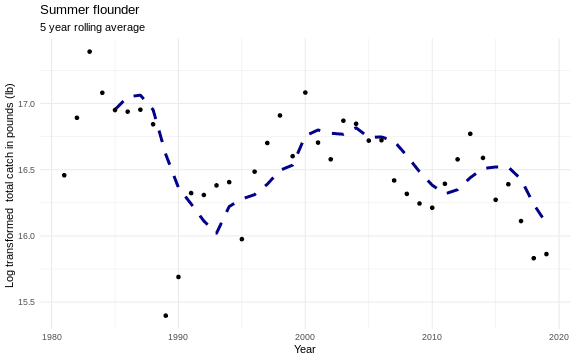 Summer flounder
5 year rolling average
Log transformed  total catch in pounds (lb)
17.0
16.5
16.0
15.5
1980
1990
2000
2010
2020
Year